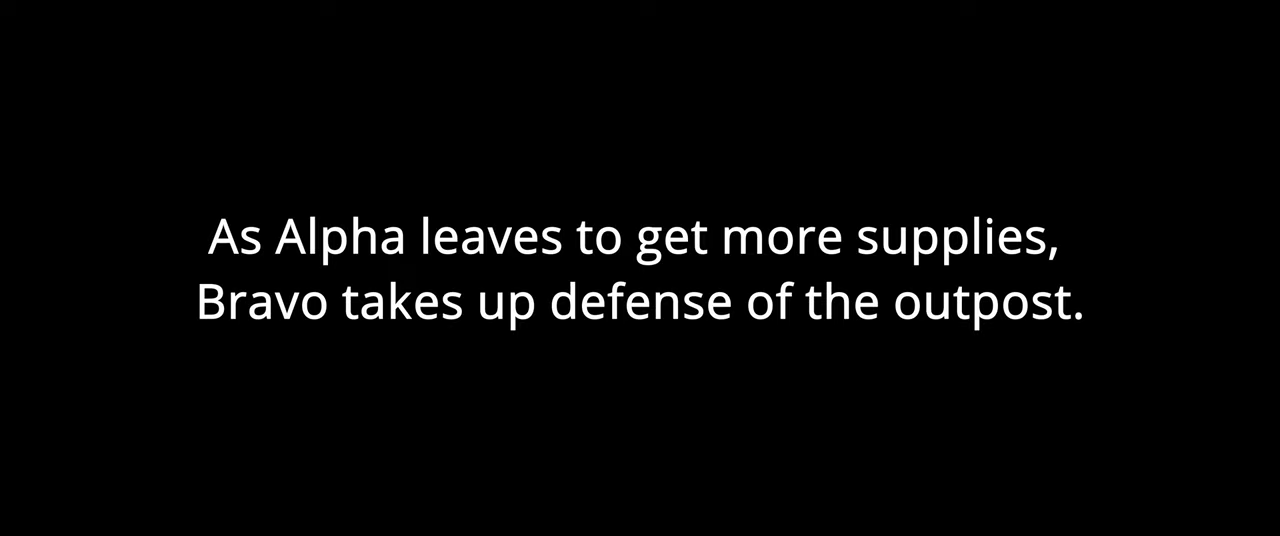 As Alpha leaves to get more supplies,
Bravo takes up defense of the outpost.